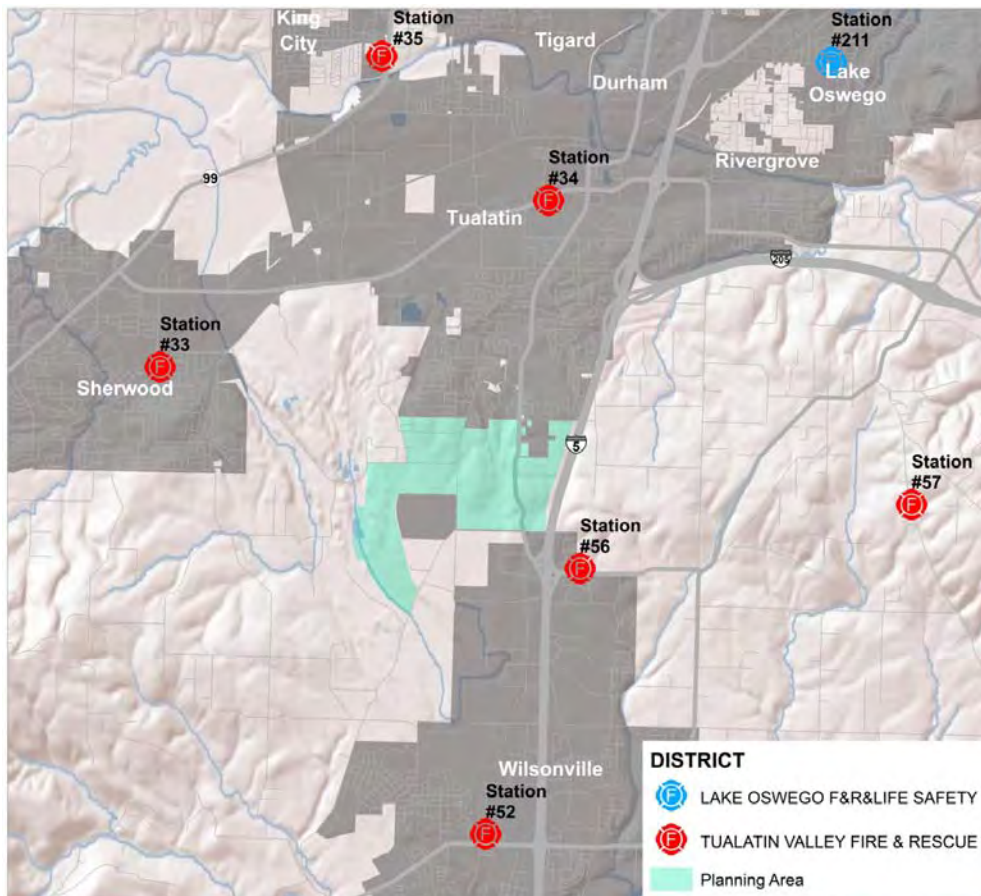 King
City
Station
#35
Tigard
Station
#211
Lake
Oswego
Durham
Rivergrove
Station
#34
99
Tualatin
205
Station
#33
Sherwood
5
Station
#57
Station
#56
Wilsonville
Station
#52
DISTRICT
F LAKE OSWEGO F&R&LIFE SAFETY
F TUALATIN VALLEY FIRE & RESCUE
Planning Area